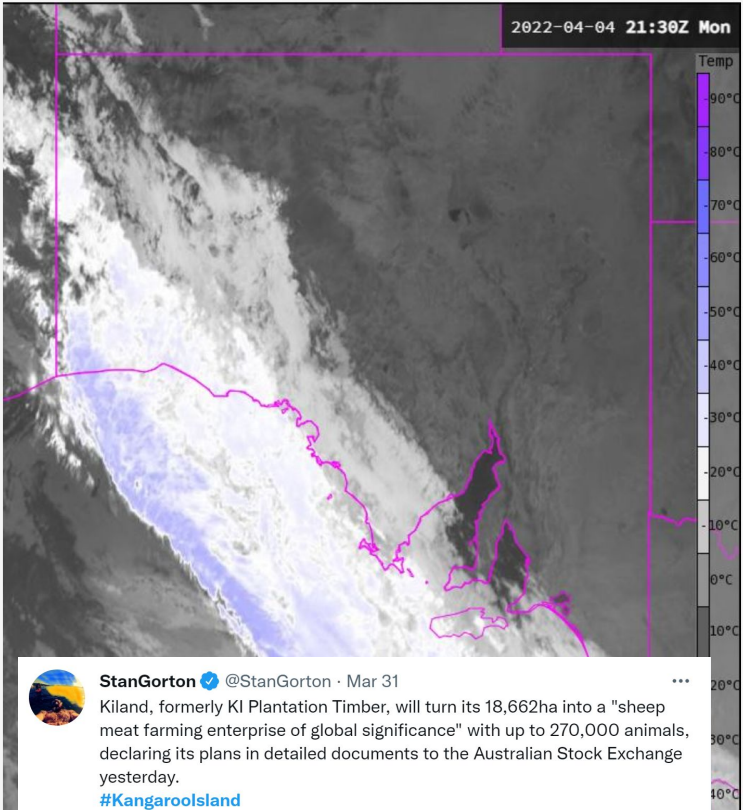 2022-04-04 21:30Z Mon
Temp
-90°C
-80°C
-70°C
-60°C
-50°C
-40°C
-30°C
-20°C
-10°C
0°C
10°C
20°C
30°C
40°C
StanGorton @StanGorton · Mar 31
Kiland, formerly KI Plantation Timber, will turn its 18,662ha into a "sheep
meat farming enterprise of global significance" with up to 270,000 animals,
declaring its plans in detailed documents to the Australian Stock Exchange
yesterday.
#KangarooIsland